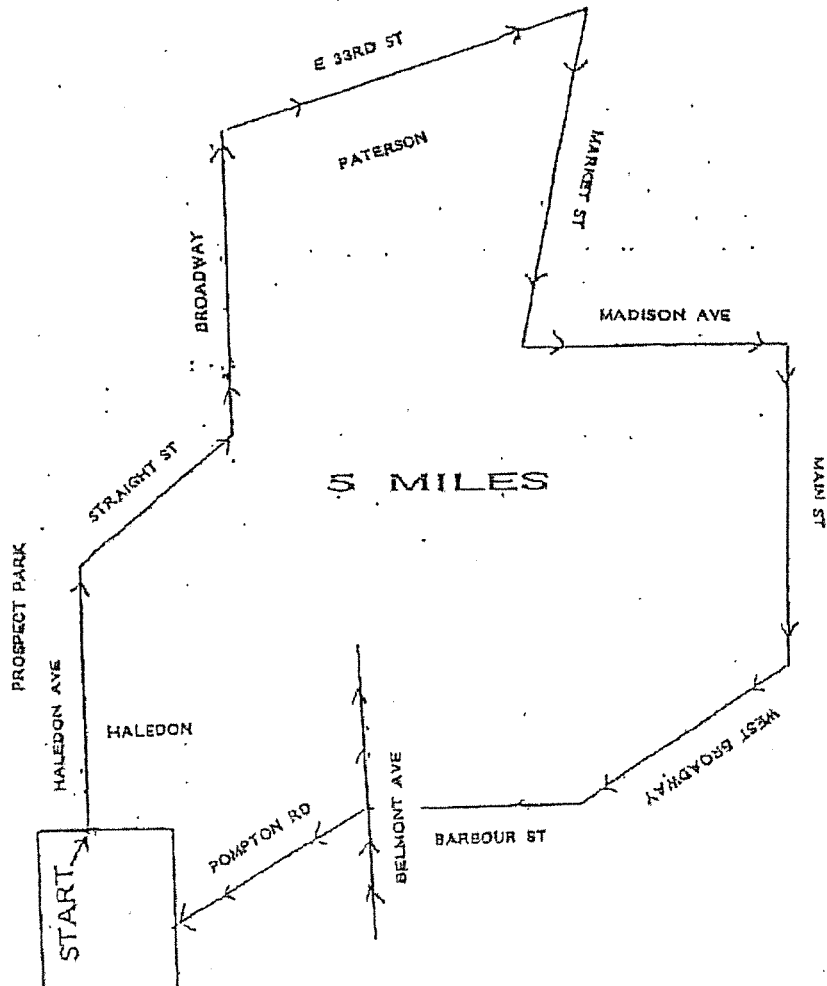 E 33RD ST
PATERSON
MARKET ST
BROADWAY
MADISON AVE
STRAIGHT ST
5 MILES
MAIN ST
PROSPECT PARK
HALEDON AVE
HALEDON
WEST BROADWAY
POMPTON RD
BELMONT AVE
BARBOUR ST
START